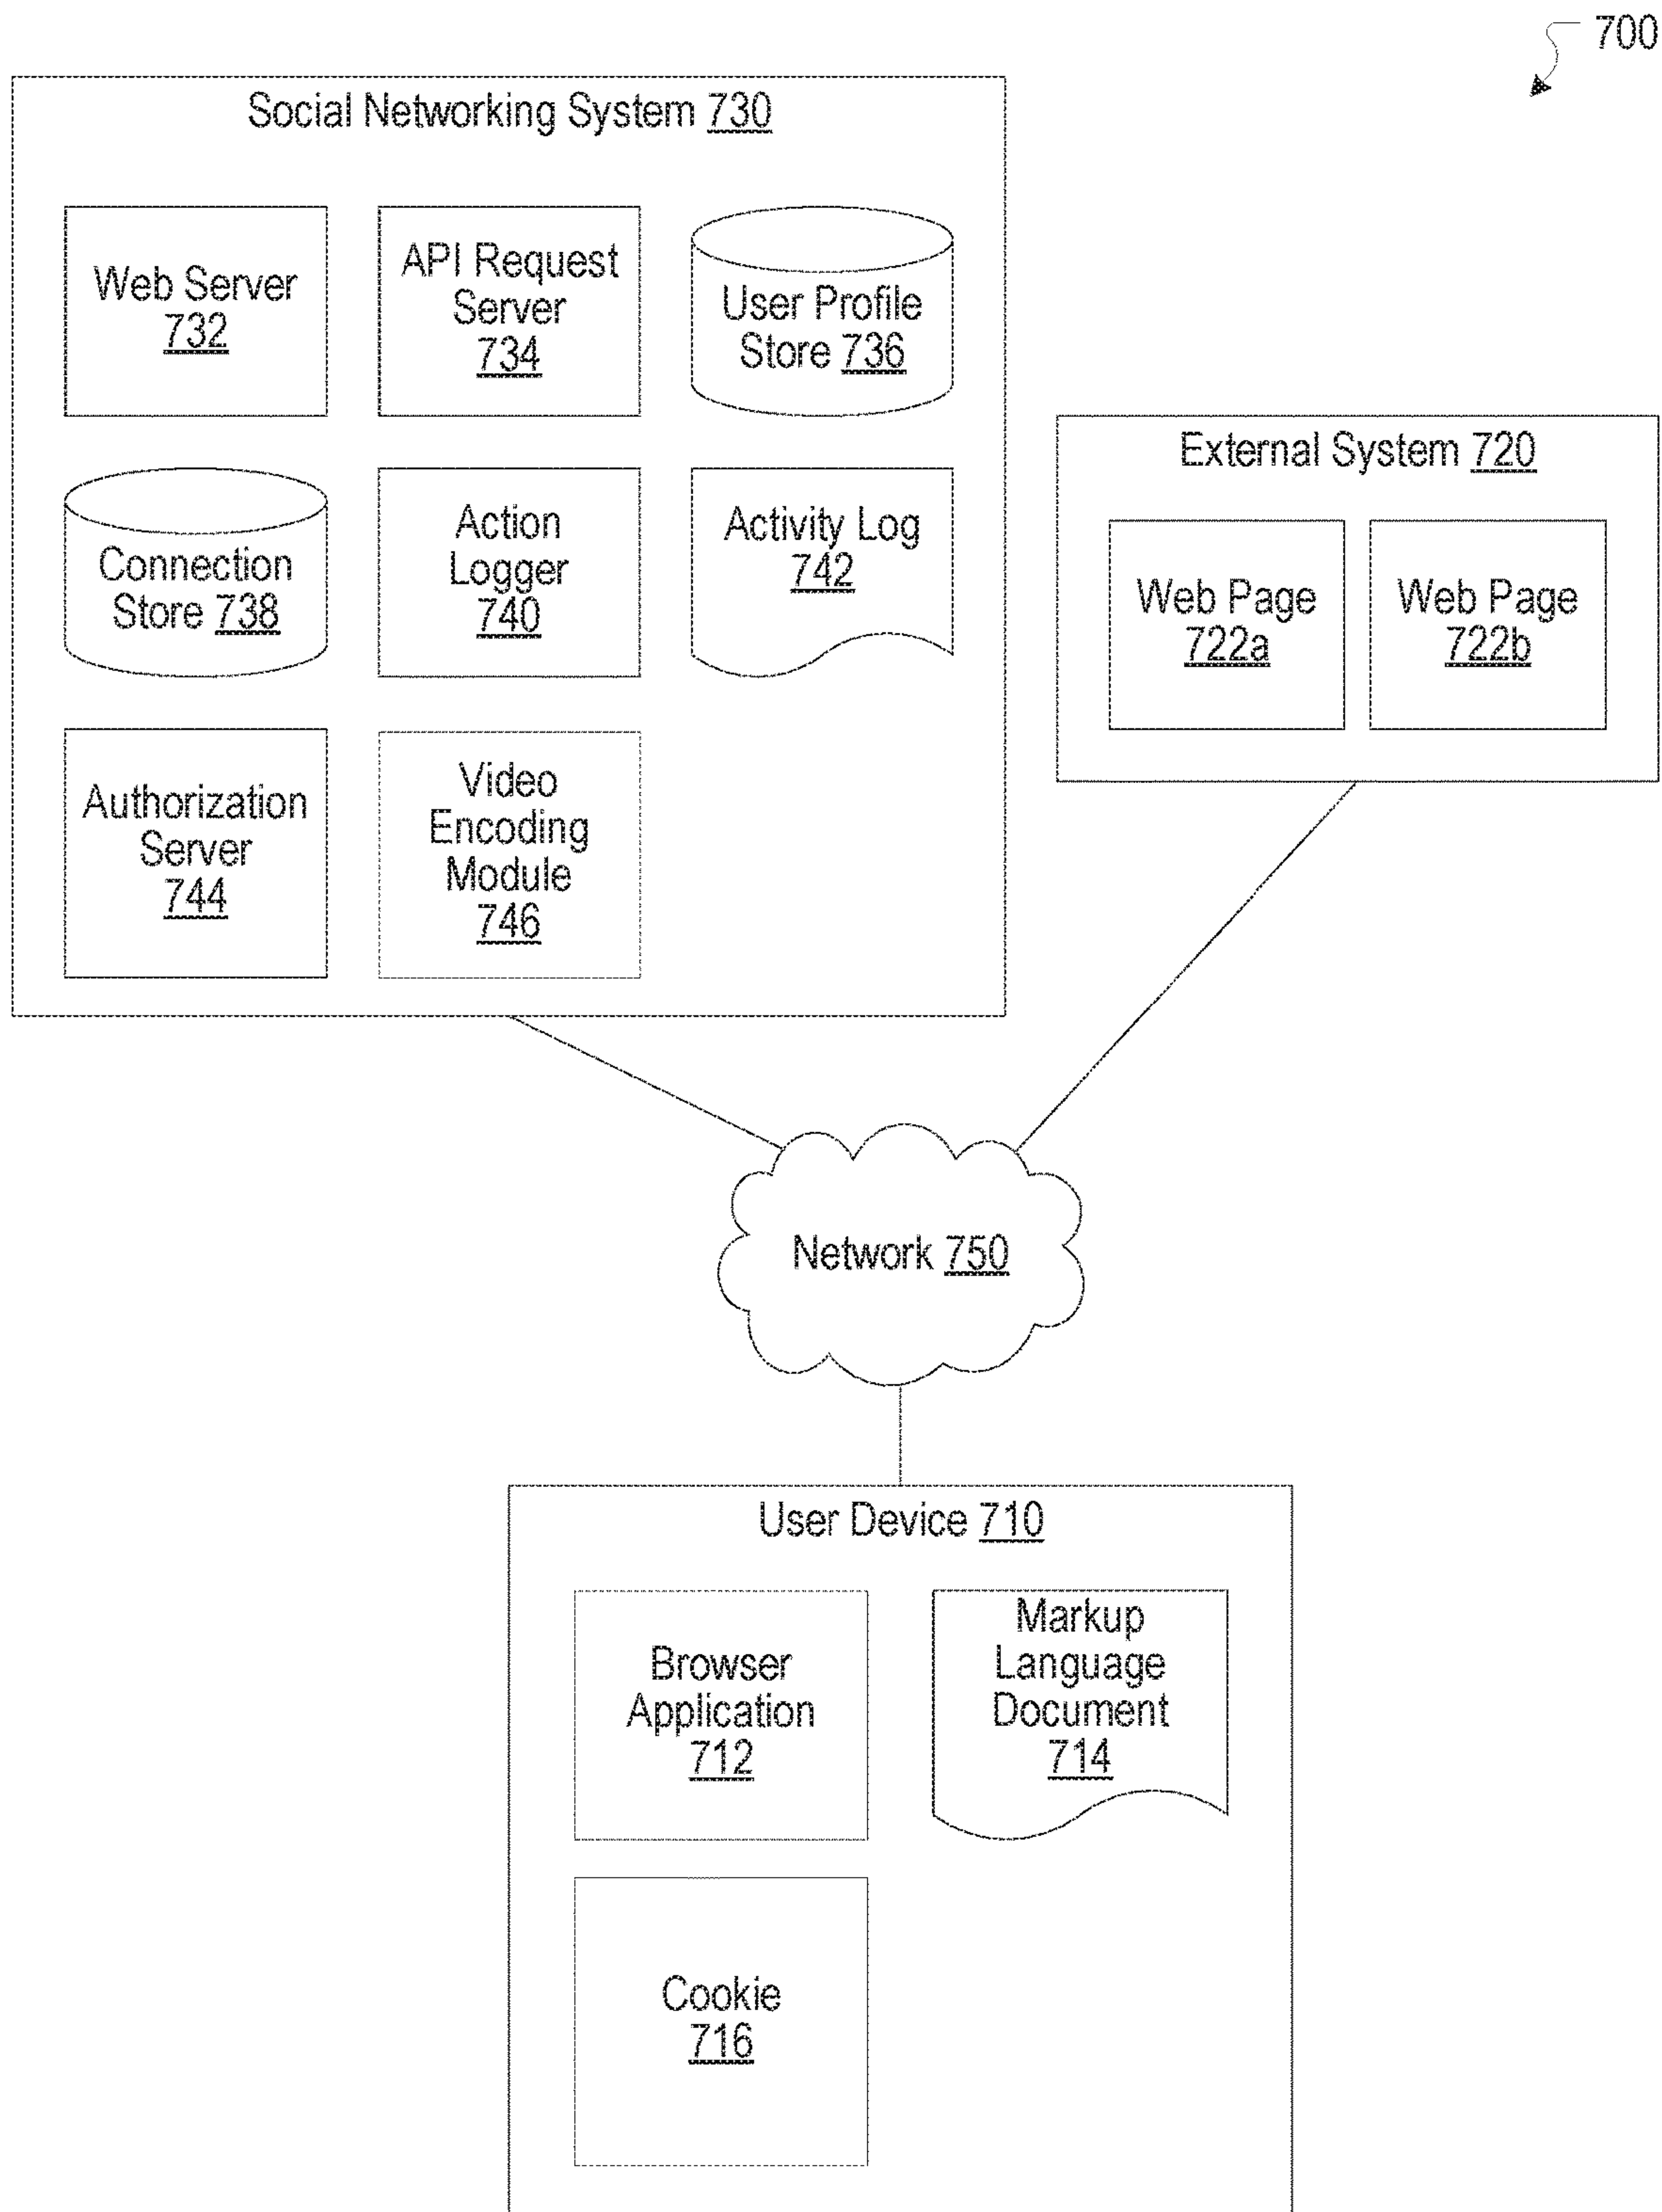 700
Social Networking System 730
Web Server
732
API Request
Server
734
User Profile
Store 736
Connection
Store 738
Action
Logger
740
Activity Log
742
Authorization
Server
744
Video
Encoding
Module
746
External System 720
Web Page
722a
Web Page
722b
Network 750
User Device 710
Browser
Application
712
Markup
Language
Document
714
Cookie
716